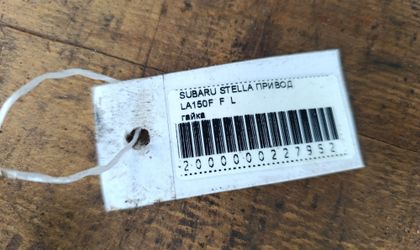 SUBARU STELLA ПРИВОД
LA150F F L
гайка
2000000227952